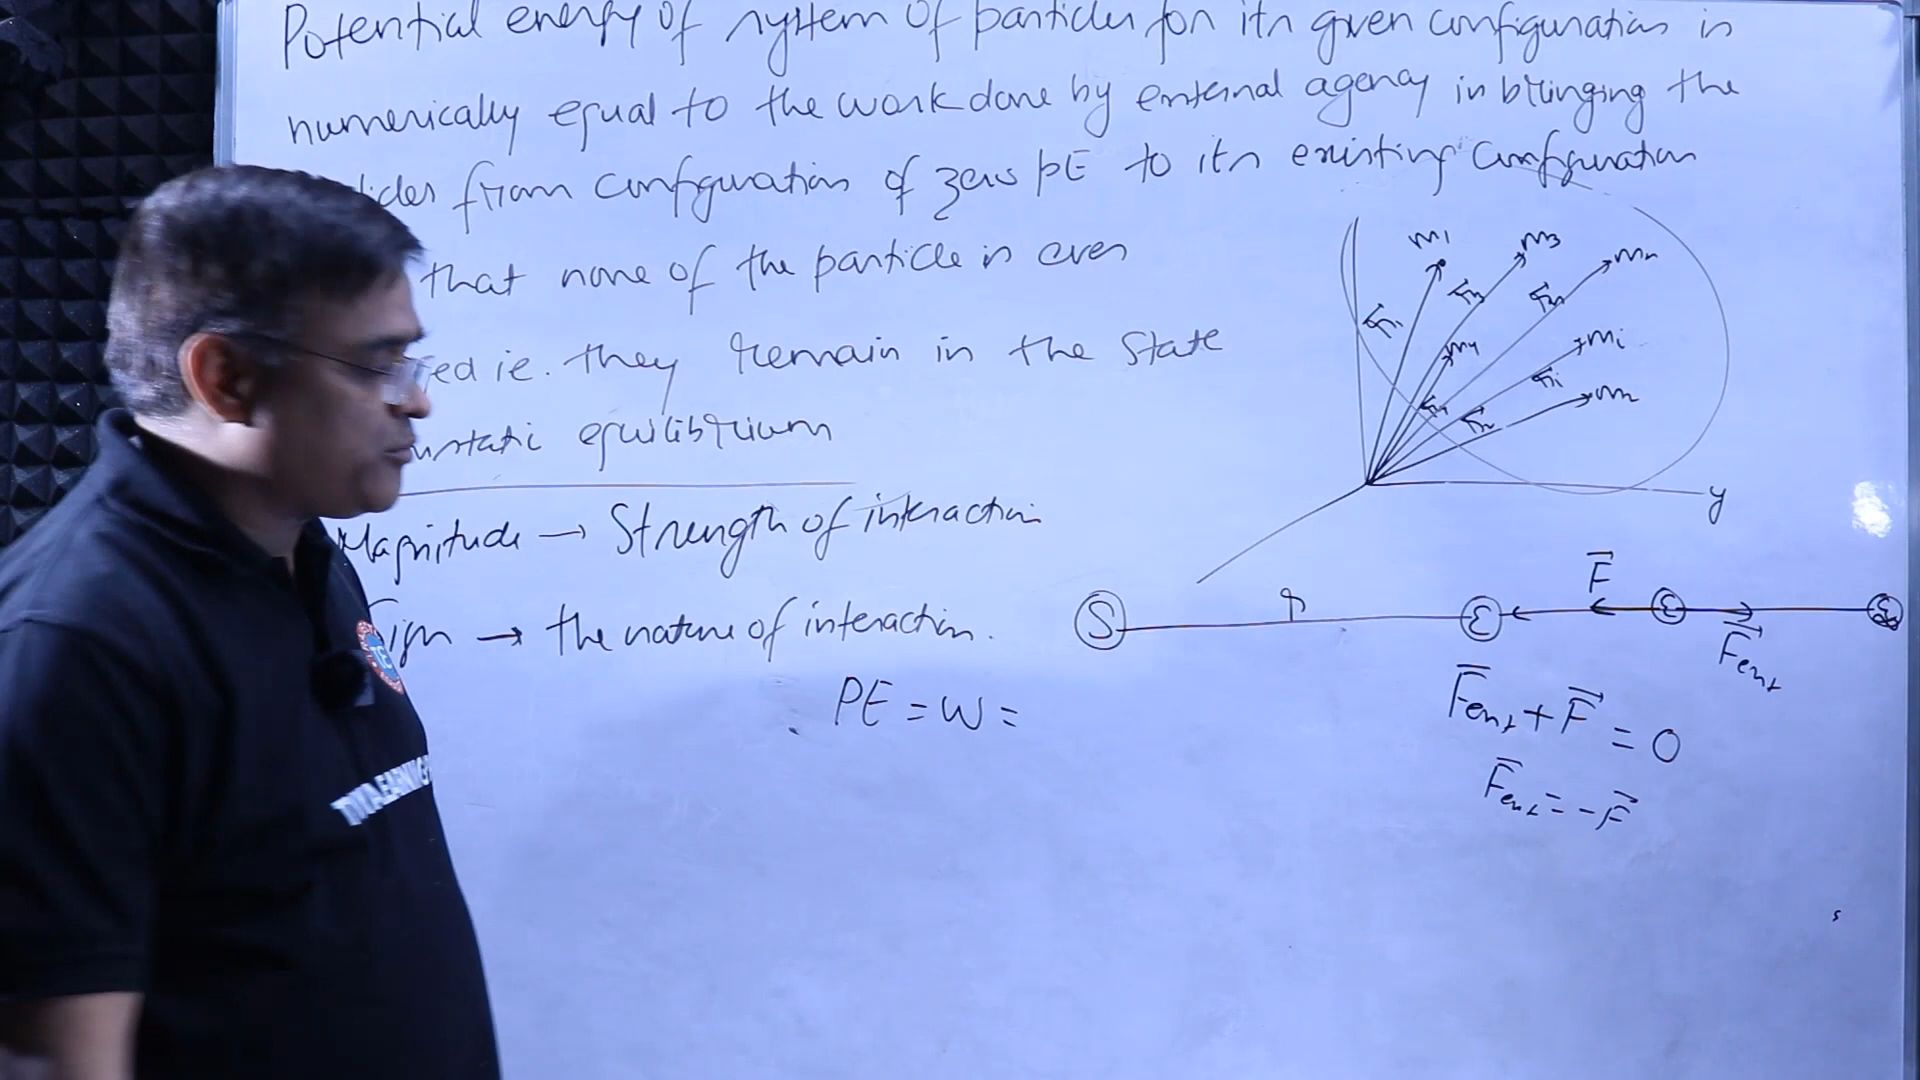 Potential energy of system of particles for its given configuration is
numerically equal to the work done by external agency in bringing the
from configuration of zero PE to its existing configuration
that none of the particle is ever
ie. they remain in the State
equilibrium
Magnitude → Strength of interaction
Sign → the nature of interaction.
PE = W =
m1
m3
mn
m4
mi
y
S
r
E
F
E
E
Fext
Fext + F = 0
Fext = -F